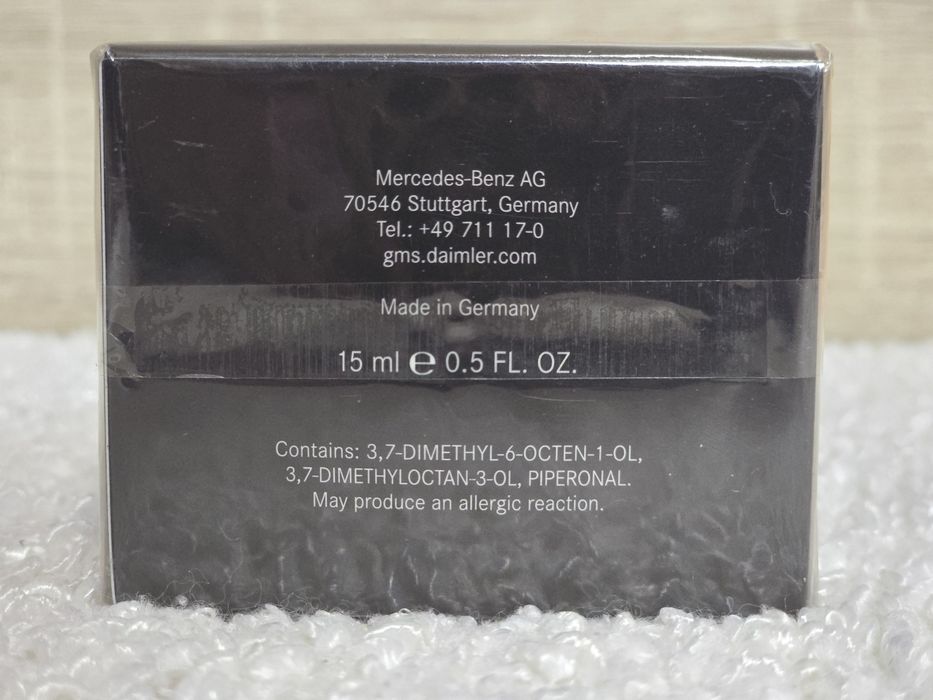 Mercedes-Benz AG
70546 Stuttgart, Germany
Tel.: +49 711 17-0
gms.daimler.com
Made in Germany
15 ml ℮ 0.5 FL. OZ.
Contains: 3,7-DIMETHYL-6-OCTEN-1-OL,
3,7-DIMETHYLOCTAN-3-OL, PIPERONAL.
May produce an allergic reaction.